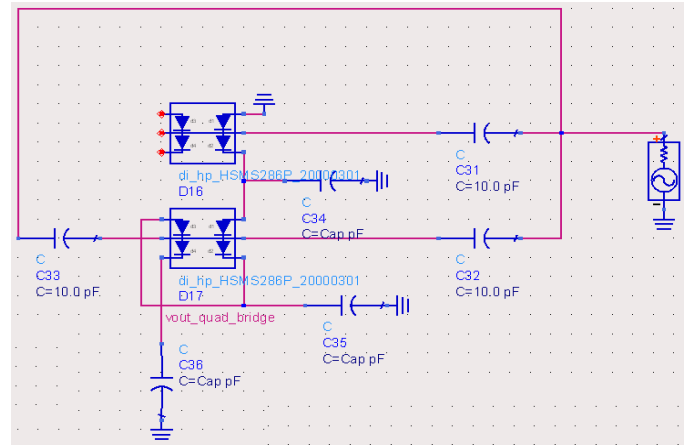 di_hp_HSMS286P_20000301
D16
C
C31
C=10.0 pF
C
C34
C=Cap pF
C
C33
C=10.0 pF
di_hp_HSMS286P_20000301
D17
C
C32
C=10.0 pF
vout_quad_bridge
C
C35
C=Cap pF
C
C36
C=Cap pF